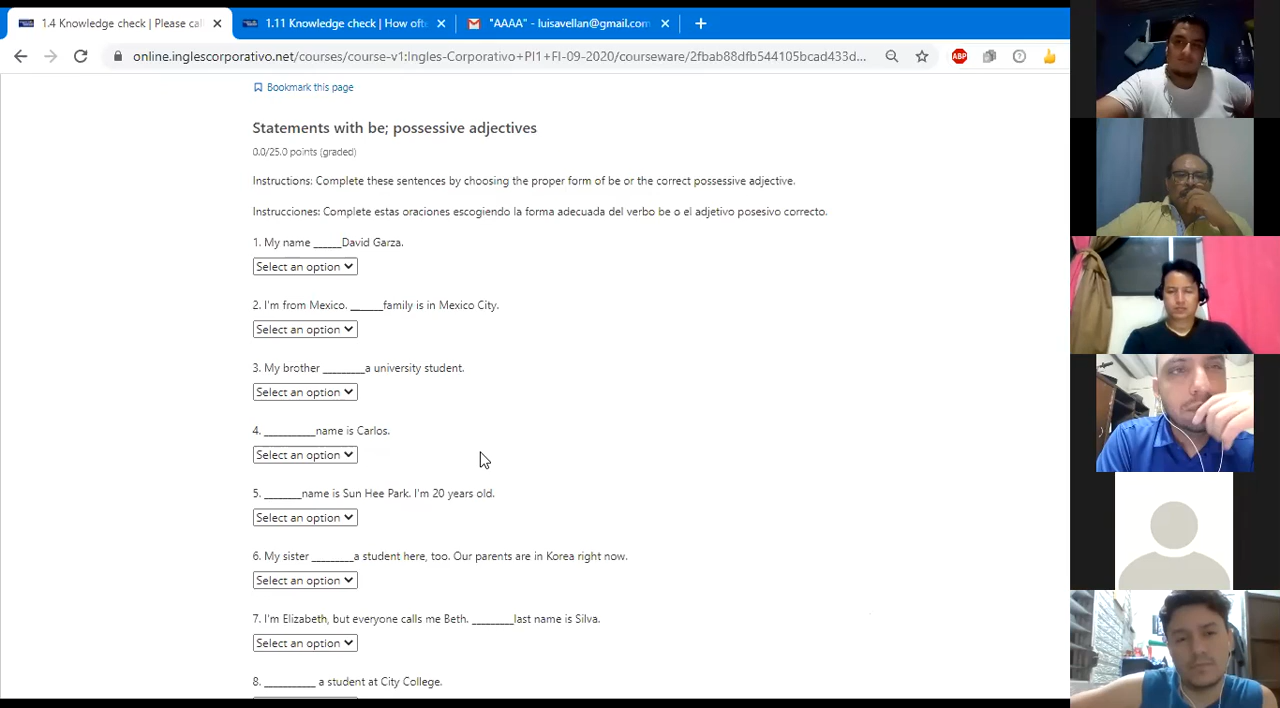 1.4 Knowledge check | Please cal
1.11 Knowledge check | How oft
"AAAA" - luisavellan@gmail.com
online.inglescorporativo.net/courses/course-v1:Ingles-Corporativo+PI1+FI-09-2020/courseware/2fbab88dfb544105bcad433d...
ABP
Bookmark this page
Statements with be; possessive adjectives
0.0/25.0 points (graded)
Instructions: Complete these sentences by choosing the proper form of be or the correct possessive adjective.
Instrucciones: Complete estas oraciones escogiendo la forma adecuada del verbo be o el adjetivo posesivo correcto.
1. My name ______David Garza.
Select an option
2. I'm from Mexico. ______family is in Mexico City.
Select an option
3. My brother _________a university student.
Select an option
4. ___________name is Carlos.
Select an option
5. ________name is Sun Hee Park. I'm 20 years old.
Select an option
6. My sister _________a student here, too. Our parents are in Korea right now.
Select an option
7. I'm Elizabeth, but everyone calls me Beth. _________last name is Silva.
Select an option
8. ___________ a student at City College.